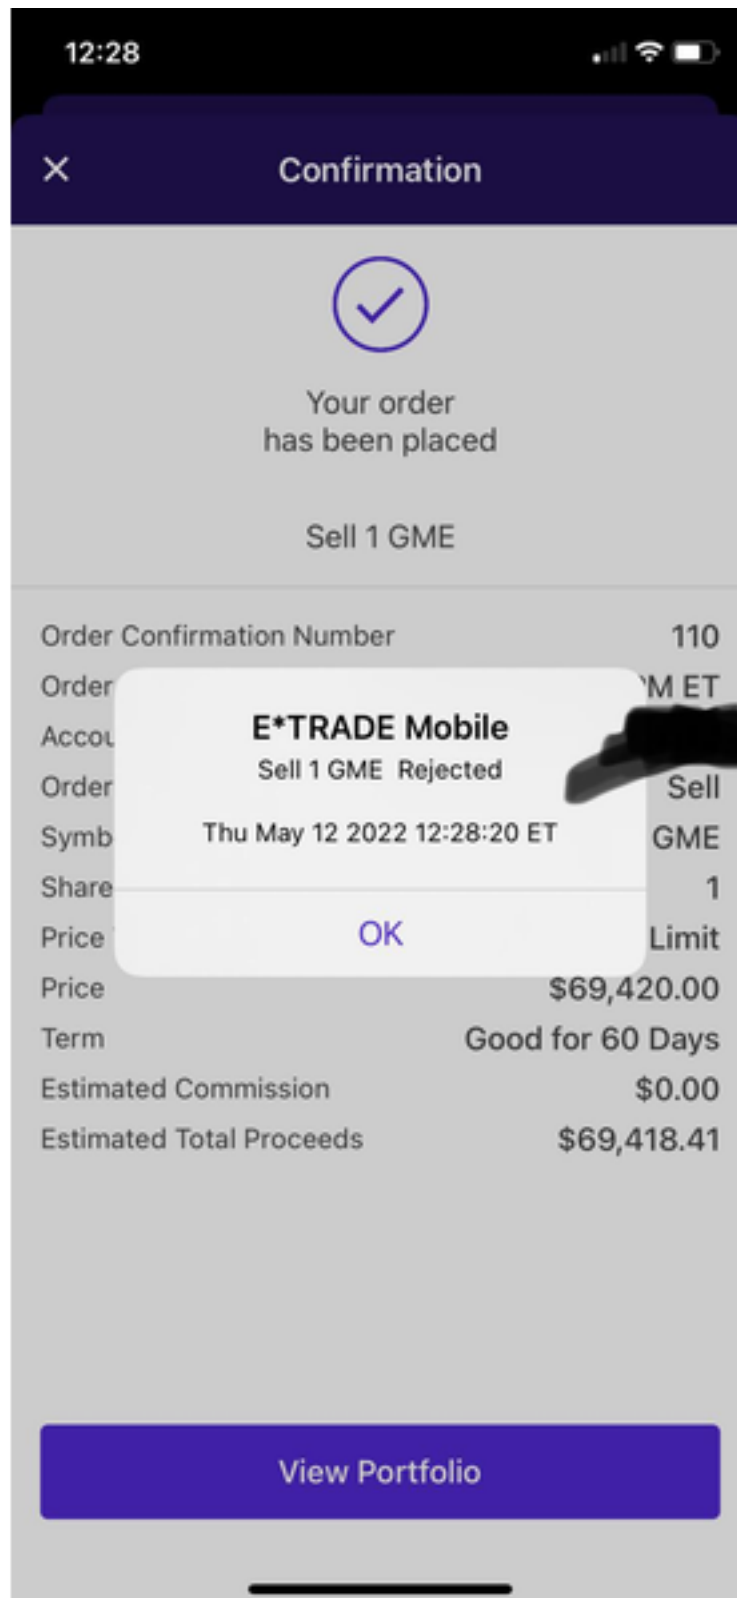 12:28
Confirmation
Your order
has been placed
Sell 1 GME
Order Confirmation Number 110
Order PM ET
Accou
E*TRADE Mobile
Sell 1 GME Rejected
Order Sell
Thu May 12 2022 12:28:20 ET
Symb GME
Share 1
OK
Price Limit
Price $69,420.00
Term Good for 60 Days
Estimated Commission $0.00
Estimated Total Proceeds $69,418.41
View Portfolio